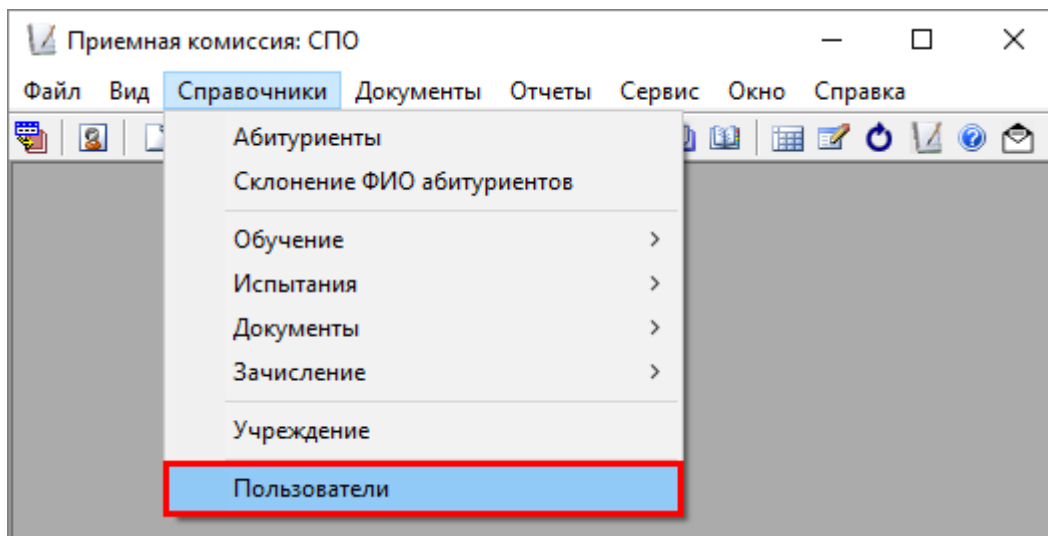 Приемная комиссия: СПО
Файл Вид Справочники Документы Отчеты Сервис Окно Справка
Абитуриенты
Склонение ФИО абитуриентов
Обучение
Испытания
Документы
Зачисление
Учреждение
Пользователи